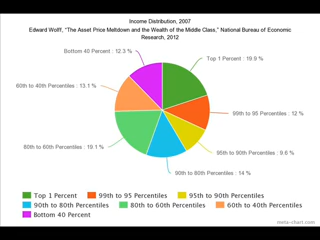 Income Distribution, 2007
Edward Wolff, "The Asset Price Meltdown and the Wealth of the Middle Class," National Bureau of Economic
Research, 2012
Bottom 40 Percent : 12.3 %
Top 1 Percent : 19.9 %
60th to 40th Percentiles : 13.1 %
99th to 95 Percentiles : 12 %
80th to 60th Percentiles : 19.1 %
95th to 90th Percentiles : 9.6 %
90th to 80th Percentiles : 14 %
Top 1 Percent
99th to 95 Percentiles
95th to 90th Percentiles
90th to 80th Percentiles
80th to 60th Percentiles
60th to 40th Percentiles
Bottom 40 Percent
meta-chart.com